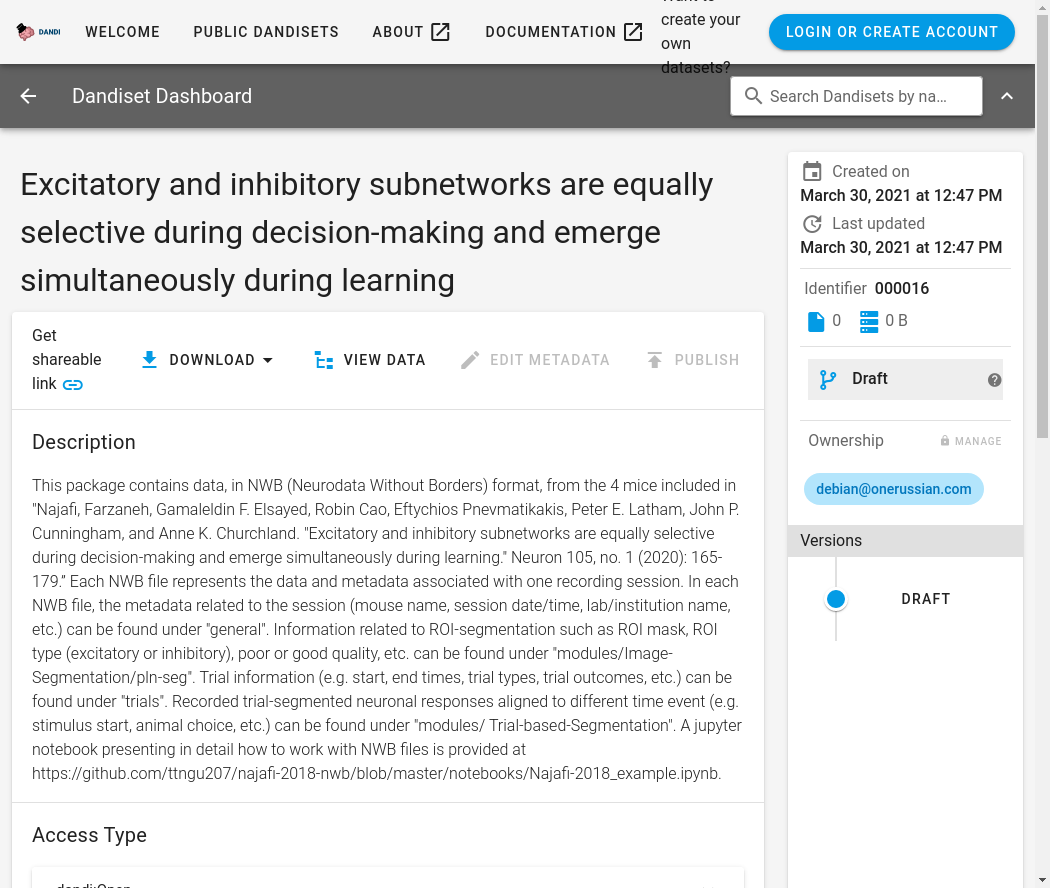 DANDI
WELCOME
PUBLIC DANDISETS
ABOUT
DOCUMENTATION
create your
own
datasets?
LOGIN OR CREATE ACCOUNT
Dandiset Dashboard
Search Dandisets by na…
Excitatory and inhibitory subnetworks are equally
selective during decision-making and emerge
simultaneously during learning
Get
shareable
link
DOWNLOAD
VIEW DATA
EDIT METADATA
PUBLISH
Description
This package contains data, in NWB (Neurodata Without Borders) format, from the 4 mice included in
"Najafi, Farzaneh, Gamaleldin F. Elsayed, Robin Cao, Eftychios Pnevmatikakis, Peter E. Latham, John P.
Cunningham, and Anne K. Churchland. "Excitatory and inhibitory subnetworks are equally selective
during decision-making and emerge simultaneously during learning." Neuron 105, no. 1 (2020): 165-
179.” Each NWB file represents the data and metadata associated with one recording session. In each
NWB file, the metadata related to the session (mouse name, session date/time, lab/institution name,
etc.) can be found under "general". Information related to ROI-segmentation such as ROI mask, ROI
type (excitatory or inhibitory), poor or good quality, etc. can be found under "modules/Image-
Segmentation/pln-seg". Trial information (e.g. start, end times, trial types, trial outcomes, etc.) can be
found under "trials". Recorded trial-segmented neuronal responses aligned to different time event (e.g.
stimulus start, animal choice, etc.) can be found under "modules/ Trial-based-Segmentation". A jupyter
notebook presenting in detail how to work with NWB files is provided at
https://github.com/ttngu207/najafi-2018-nwb/blob/master/notebooks/Najafi-2018_example.ipynb.
Access Type
Created on
March 30, 2021 at 12:47 PM
Last updated
March 30, 2021 at 12:47 PM
Identifier 000016
0
0 B
Draft
Ownership
MANAGE
debian@onerussian.com
Versions
DRAFT